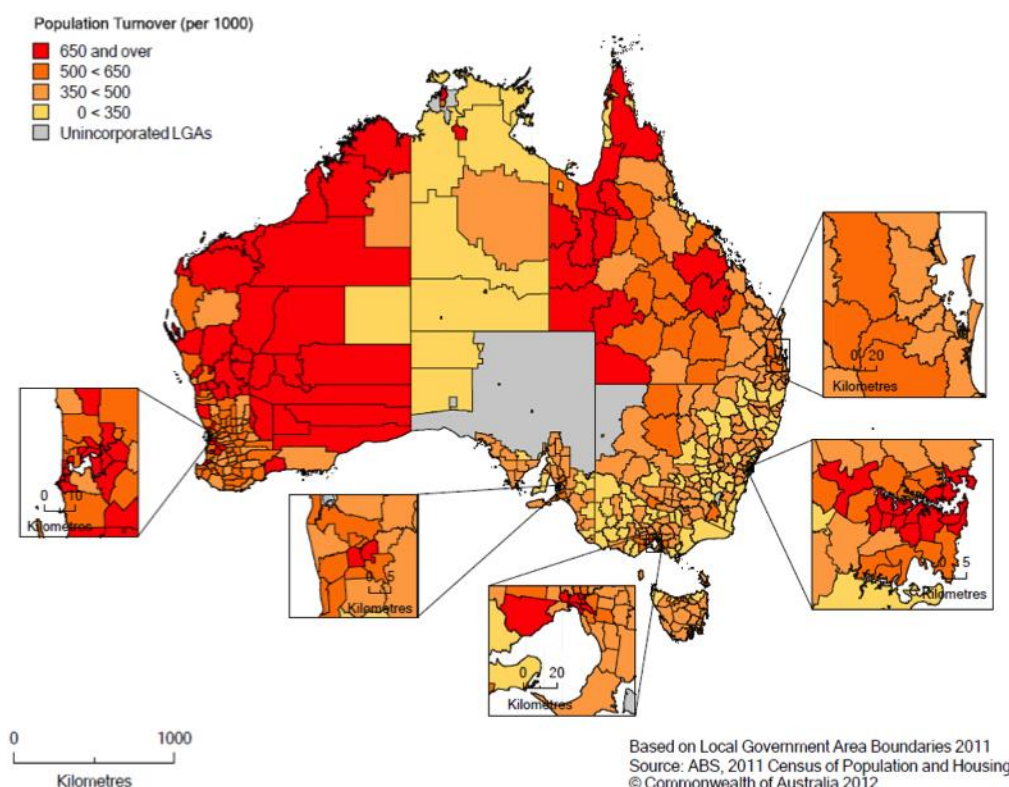 Population Turnover (per 1000)
650 and over
500 < 650
350 < 500
0 < 350
Unincorporated LGAs
0 20
Kilometres
0 10
Kilometres
0 5
Kilometres
0 5
Kilometres
0 20
Kilometres
0 1000
Kilometres
Based on Local Government Area Boundaries 2011
Source: ABS, 2011 Census of Population and Housing
© Commonwealth of Australia 2012